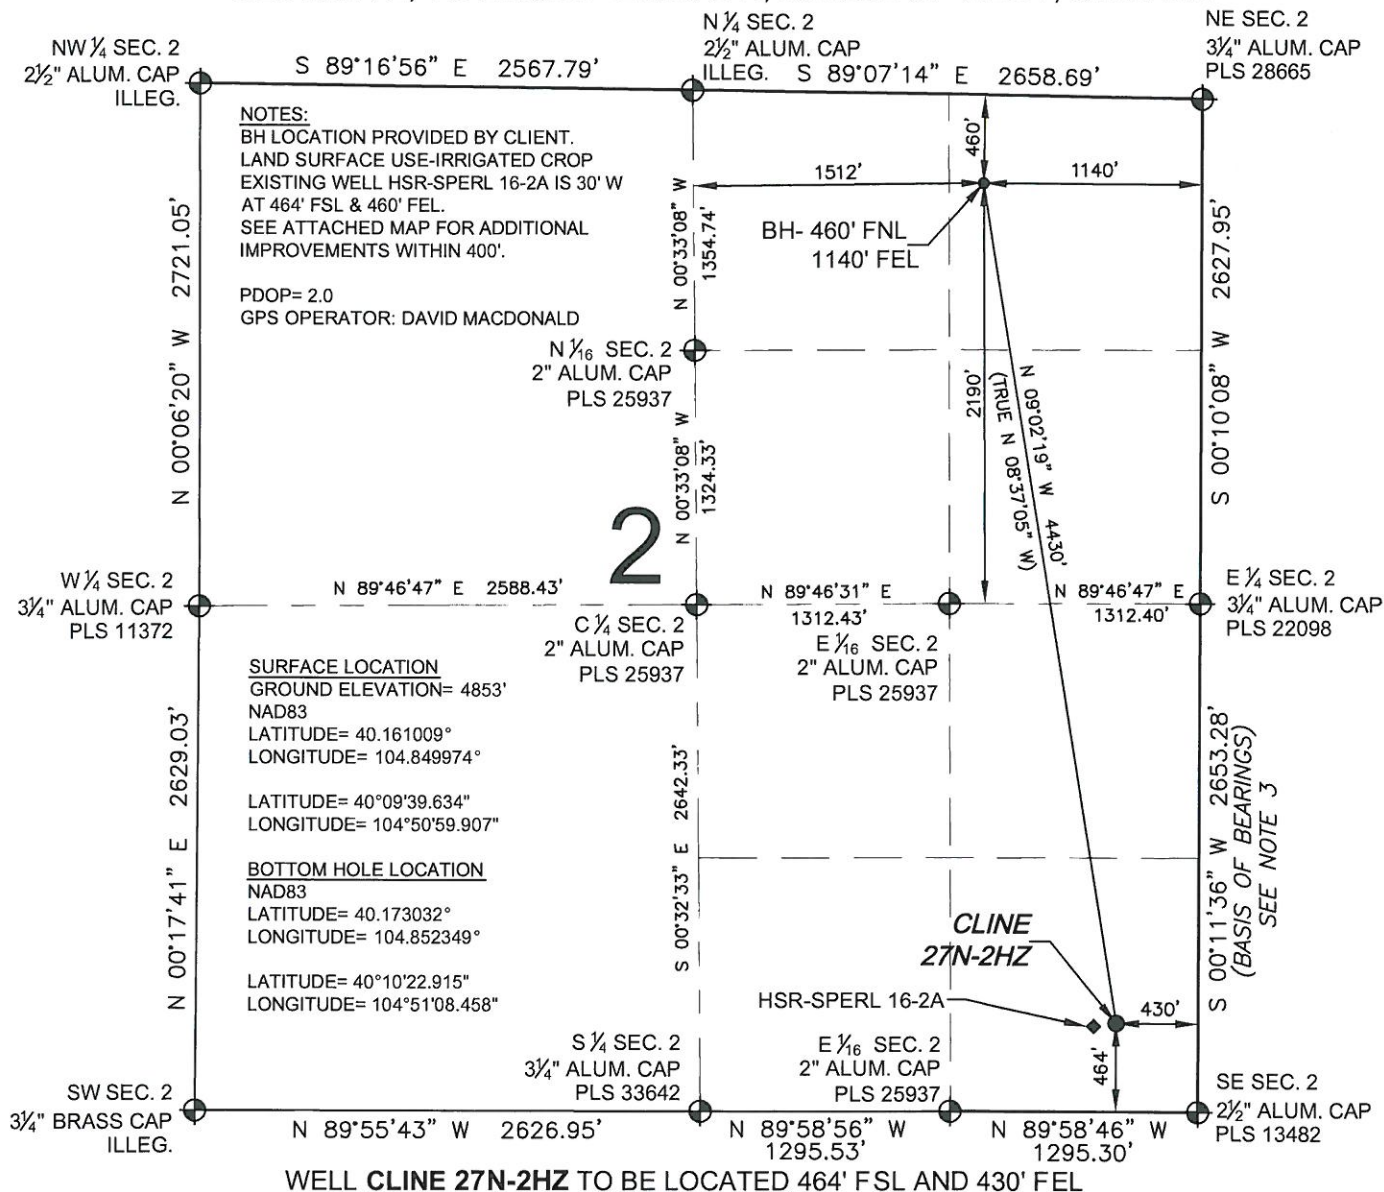 NW ¼ SEC. 2
2½" ALUM. CAP
ILLEG.
S 89°16'56" E 2567.79'
N ¼ SEC. 2
2½" ALUM. CAP
ILLEG.
S 89°07'14" E 2658.69'
NE SEC. 2
3¼" ALUM. CAP
PLS 28665
NOTES:
BH LOCATION PROVIDED BY CLIENT.
LAND SURFACE USE-IRRIGATED CROP
EXISTING WELL HSR-SPERL 16-2A IS 30' W
AT 464' FSL & 460' FEL.
SEE ATTACHED MAP FOR ADDITIONAL
IMPROVEMENTS WITHIN 400'.
PDOP= 2.0
GPS OPERATOR: DAVID MACDONALD
460'
1512'
1140'
BH- 460' FNL
1140' FEL
N 00°06'20" W 2721.05'
N 00°33'08" W
1354.74'
S 00°10'08" W 2627.95'
N 1⁄16 SEC. 2
2" ALUM. CAP
PLS 25937
N 00°33'08" W
1324.33'
2190'
N 09°02'19" W 4430'
(TRUE N 08°37'05" W)
2
W ¼ SEC. 2
3¼" ALUM. CAP
PLS 11372
N 89°46'47" E 2588.43'
C ¼ SEC. 2
2" ALUM. CAP
PLS 25937
N 89°46'31" E
1312.43'
E 1⁄16 SEC. 2
2" ALUM. CAP
PLS 25937
N 89°46'47" E
1312.40'
E ¼ SEC. 2
3¼" ALUM. CAP
PLS 22098
SURFACE LOCATION
GROUND ELEVATION= 4853'
NAD83
LATITUDE= 40.161009°
LONGITUDE= 104.849974°
LATITUDE= 40°09'39.634"
LONGITUDE= 104°50'59.907"
BOTTOM HOLE LOCATION
NAD83
LATITUDE= 40.173032°
LONGITUDE= 104.852349°
LATITUDE= 40°10'22.915"
LONGITUDE= 104°51'08.458"
N 00°17'41" E 2629.03'
S 00°32'33" E 2642.33'
S 00°11'36" W 2653.28'
(BASIS OF BEARINGS)
SEE NOTE 3
CLINE
27N-2HZ
HSR-SPERL 16-2A
430'
464'
SW SEC. 2
3¼" BRASS CAP
ILLEG.
S ¼ SEC. 2
3¼" ALUM. CAP
PLS 33642
E 1⁄16 SEC. 2
2" ALUM. CAP
PLS 25937
SE SEC. 2
2½" ALUM. CAP
PLS 13482
N 89°55'43" W 2626.95'
N 89°58'56" W
1295.53'
N 89°58'46" W
1295.30'
WELL CLINE 27N-2HZ TO BE LOCATED 464' FSL AND 430' FEL